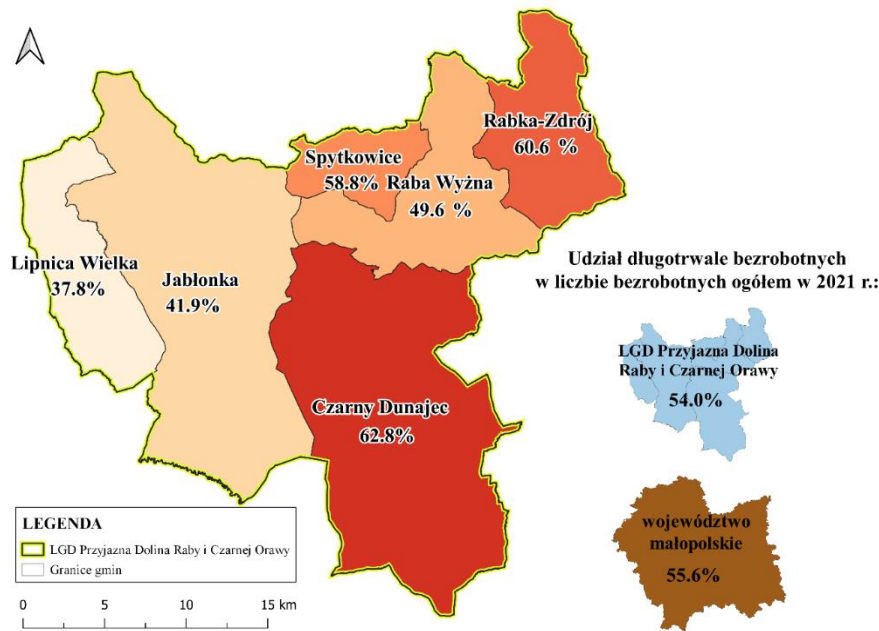 Rabka-Zdrój
60.6 %
Spytkowice
58.8%
Raba Wyżna
49.6 %
Lipnica Wielka
37.8%
Jabłonka
41.9%
Czarny Dunajec
62.8%
Udział długotrwale bezrobotnych
w liczbie bezrobotnych ogółem w 2021 r.:
LGD Przyjazna Dolina
Raby i Czarnej Orawy
54.0%
województwo
małopolskie
55.6%
LEGENDA
LGD Przyjazna Dolina Raby i Czarnej Orawy
Granice gmin
0 5 10 15 km